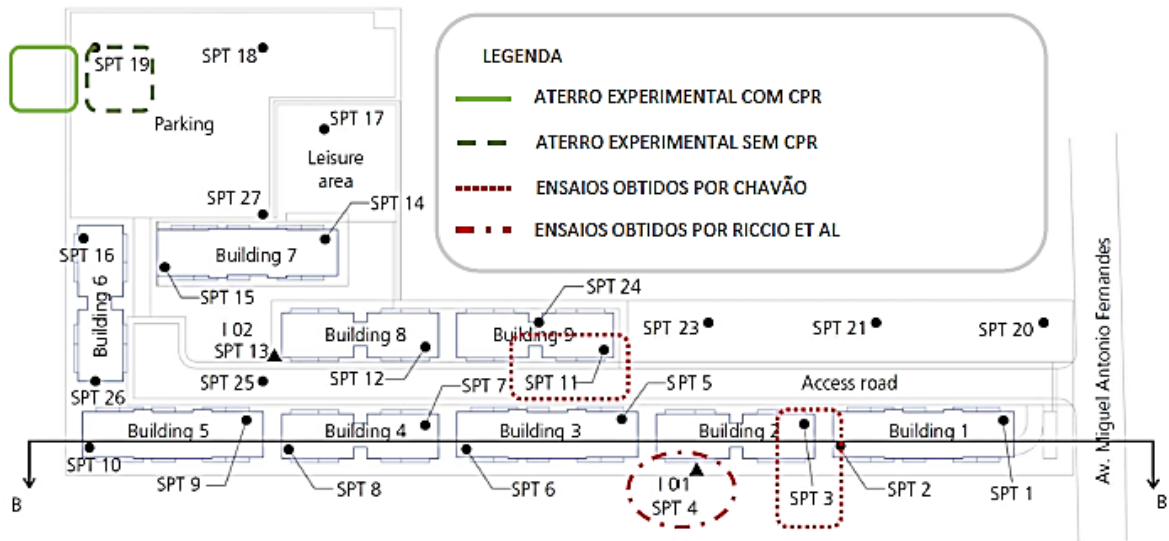 SPT 19
SPT 18
Parking
SPT 17
Leisure
area
SPT 27
SPT 14
SPT 16
Building 6
Building 7
SPT 15
LEGENDA
ATERRO EXPERIMENTAL COM CPR
ATERRO EXPERIMENTAL SEM CPR
ENSAIOS OBTIDOS POR CHAVÃO
ENSAIOS OBTIDOS POR RICCIO ET AL
SPT 24
I 02
SPT 13
Building 8
Building 9
SPT 23
SPT 21
SPT 20
SPT 12
SPT 11
SPT 25
SPT 7
SPT 5
Access road
SPT 26
Building 5
Building 4
Building 3
Building 2
Building 1
SPT 10
SPT 9
SPT 8
SPT 6
I 01
SPT 4
SPT 3
SPT 2
SPT 1
B
B
Av. Miguel Antonio Fernandes